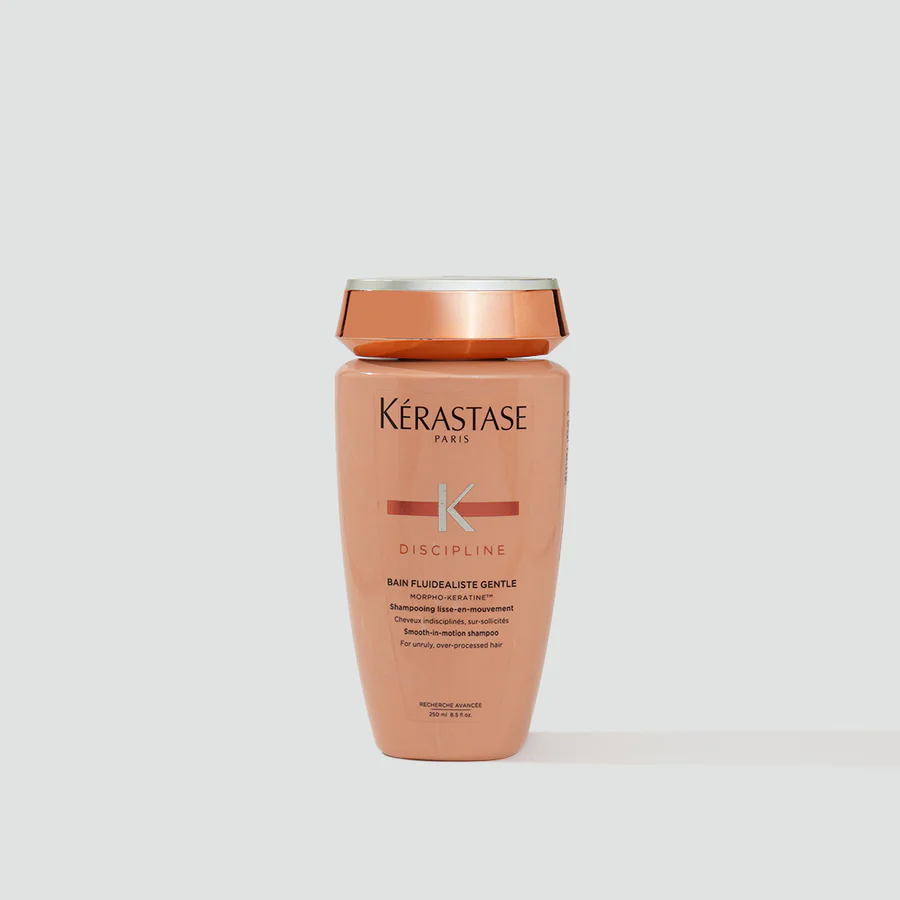 KÉRASTASE
PARIS
K
DISCIPLINE
BAIN FLUIDEALISTE GENTLE
MORPHO-KERATINE™
Shampooing lisse-en-mouvement
Cheveux indisciplinés, sur-sollicités
Smooth-in-motion shampoo
For unruly, over-processed hair
RECHERCHE AVANCÉE
250 ml 8.5 fl.oz.